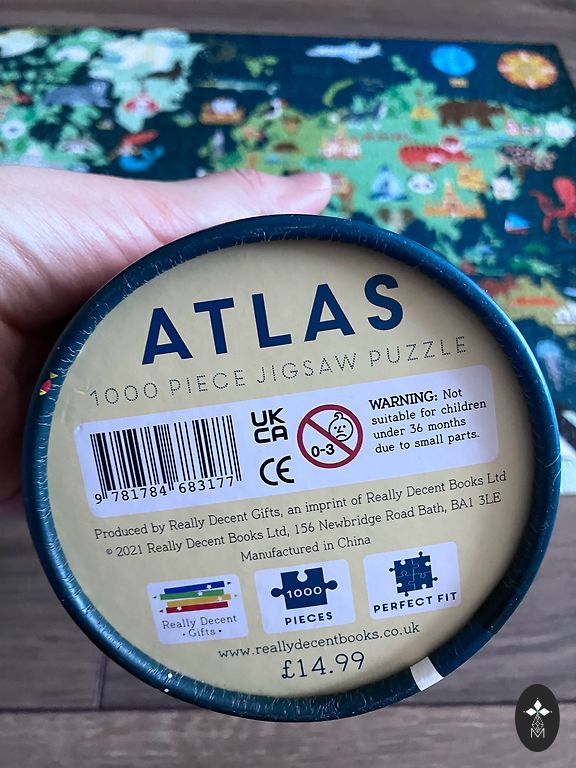 ATLAS
1000 PIECE JIGSAW PUZZLE
UK
CA
CE
0-3
WARNING: Not
suitable for children
under 36 months
due to small parts.
9 781784 683177
Produced by Really Decent Gifts, an imprint of Really Decent Books Ltd
© 2021 Really Decent Books Ltd, 156 Newbridge Road Bath, BA1 3LE
Manufactured in China
Really Decent
• Gifts •
1000
PIECES
PERFECT FIT
www.reallydecentbooks.co.uk
£14.99
M